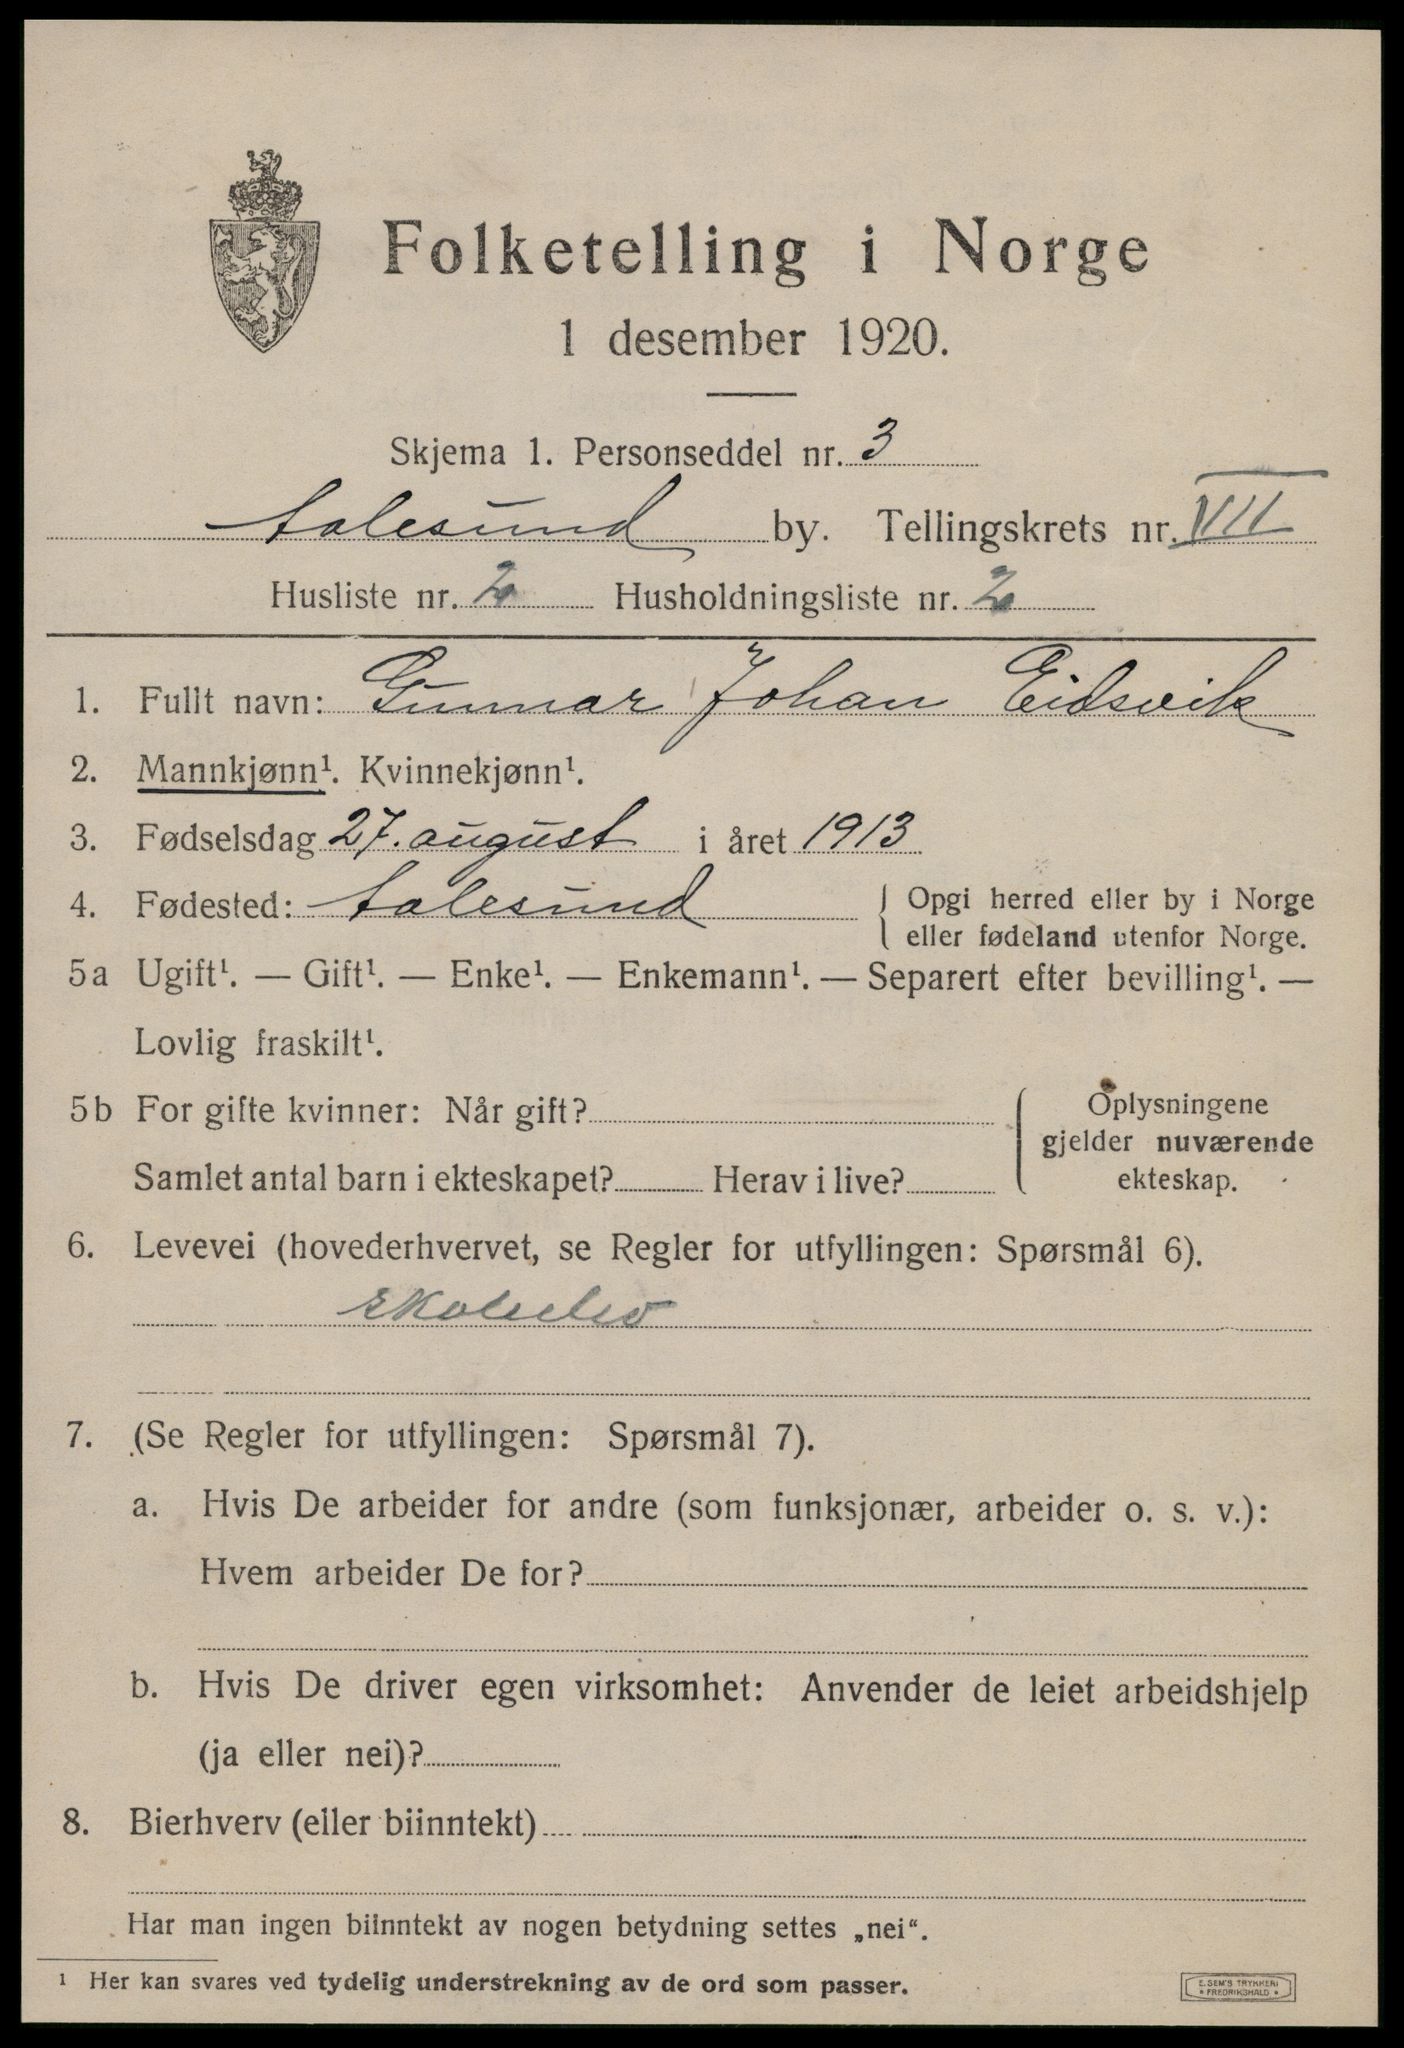 Folketelling i Norge
1 desember 1920.
Skjema 1. Personseddel nr. 3
Aalesund by. Tellingskrets nr. VII
Husliste nr. 2 Husholdningsliste nr. 2
1. Fullt navn: Gunnar Johan Eidsvik
2. Mannkjønn¹. Kvinnekjønn¹.
3. Fødselsdag 27. august i året 1913
4. Fødested: Aalesund { Opgi herred eller by i Norge
eller fødeland utenfor Norge.
5a Ugift¹. — Gift¹. — Enke¹. — Enkemann¹. — Separert efter bevilling¹. —
Lovlig fraskilt¹.
5b For gifte kvinner: Når gift?
Samlet antal barn i ekteskapet? Herav i live?
{ Oplysningene
gjelder nuværende
ekteskap.
6. Levevei (hovederhvervet, se Regler for utfyllingen: Spørsmål 6).
Skoleelev
7. (Se Regler for utfyllingen: Spørsmål 7).
a. Hvis De arbeider for andre (som funksjonær, arbeider o. s. v.):
Hvem arbeider De for?
b. Hvis De driver egen virksomhet: Anvender de leiet arbeidshjelp
(ja eller nei)?
8. Bierhverv (eller biinntekt)
Har man ingen biinntekt av nogen betydning settes „nei“.
¹ Her kan svares ved tydelig understrekning av de ord som passer.
E. SEM'S TRYKKERI
• FREDRIKSHALD •